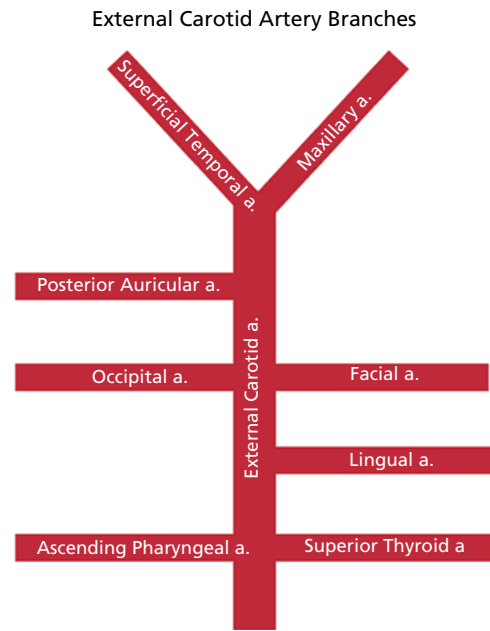 External Carotid Artery Branches
Superficial Temporal a.
Maxillary a.
Posterior Auricular a.
External Carotid a.
Occipital a.
Facial a.
Lingual a.
Ascending Pharyngeal a.
Superior Thyroid a